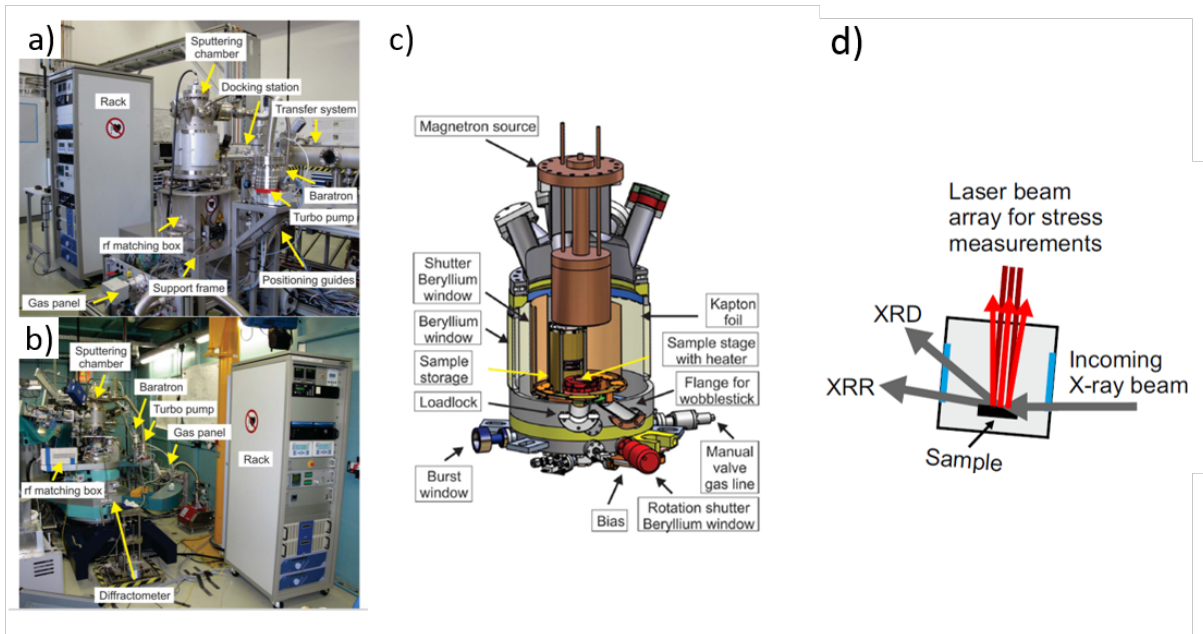 a)
Sputtering
chamber
Docking station
Rack
Transfer system
Baratron
Turbo pump
rf matching box
Positioning guides
Support frame
Gas panel
b)
Sputtering
chamber
Baratron
Turbo pump
Gas panel
Rack
rf matching box
Diffractometer
c)
Magnetron source
Shutter
Beryllium
window
Beryllium
window
Sample
storage
Loadlock
Burst
window
Kapton
foil
Sample stage
with heater
Flange for
wobblestick
Manual
valve
gas line
Bias
Rotation shutter
Beryllium window
d)
Laser beam
array for stress
measurements
XRD
XRR
Incoming
X-ray beam
Sample